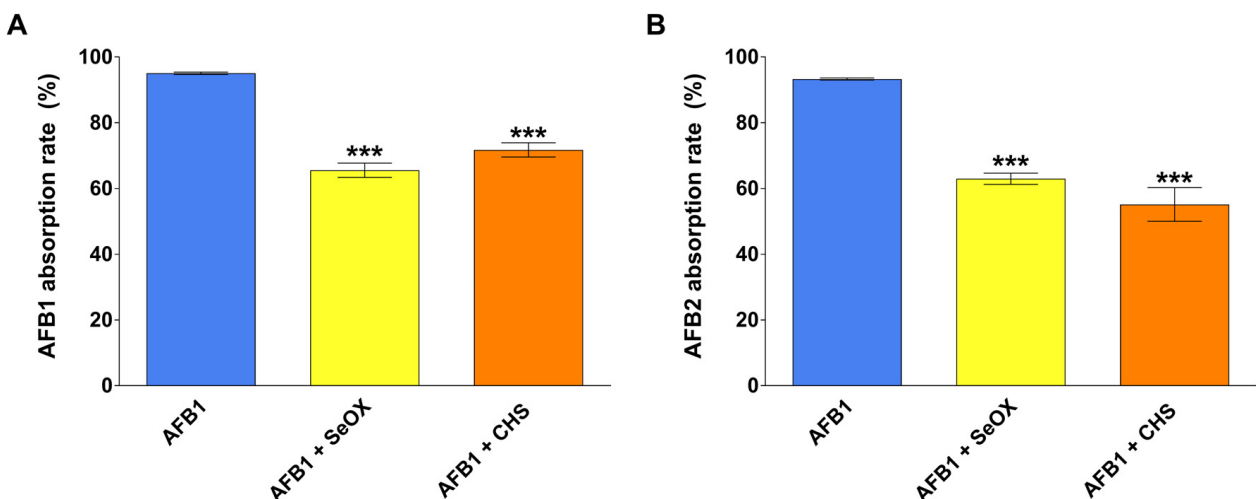 A
AFB1 absorption rate (%)
100
80
60
40
20
0
***
***
AFB1
AFB1 + SeOX
AFB1 + CHS
B
AFB2 absorption rate (%)
100
80
60
40
20
0
***
***
AFB1
AFB1 + SeOX
AFB1 + CHS